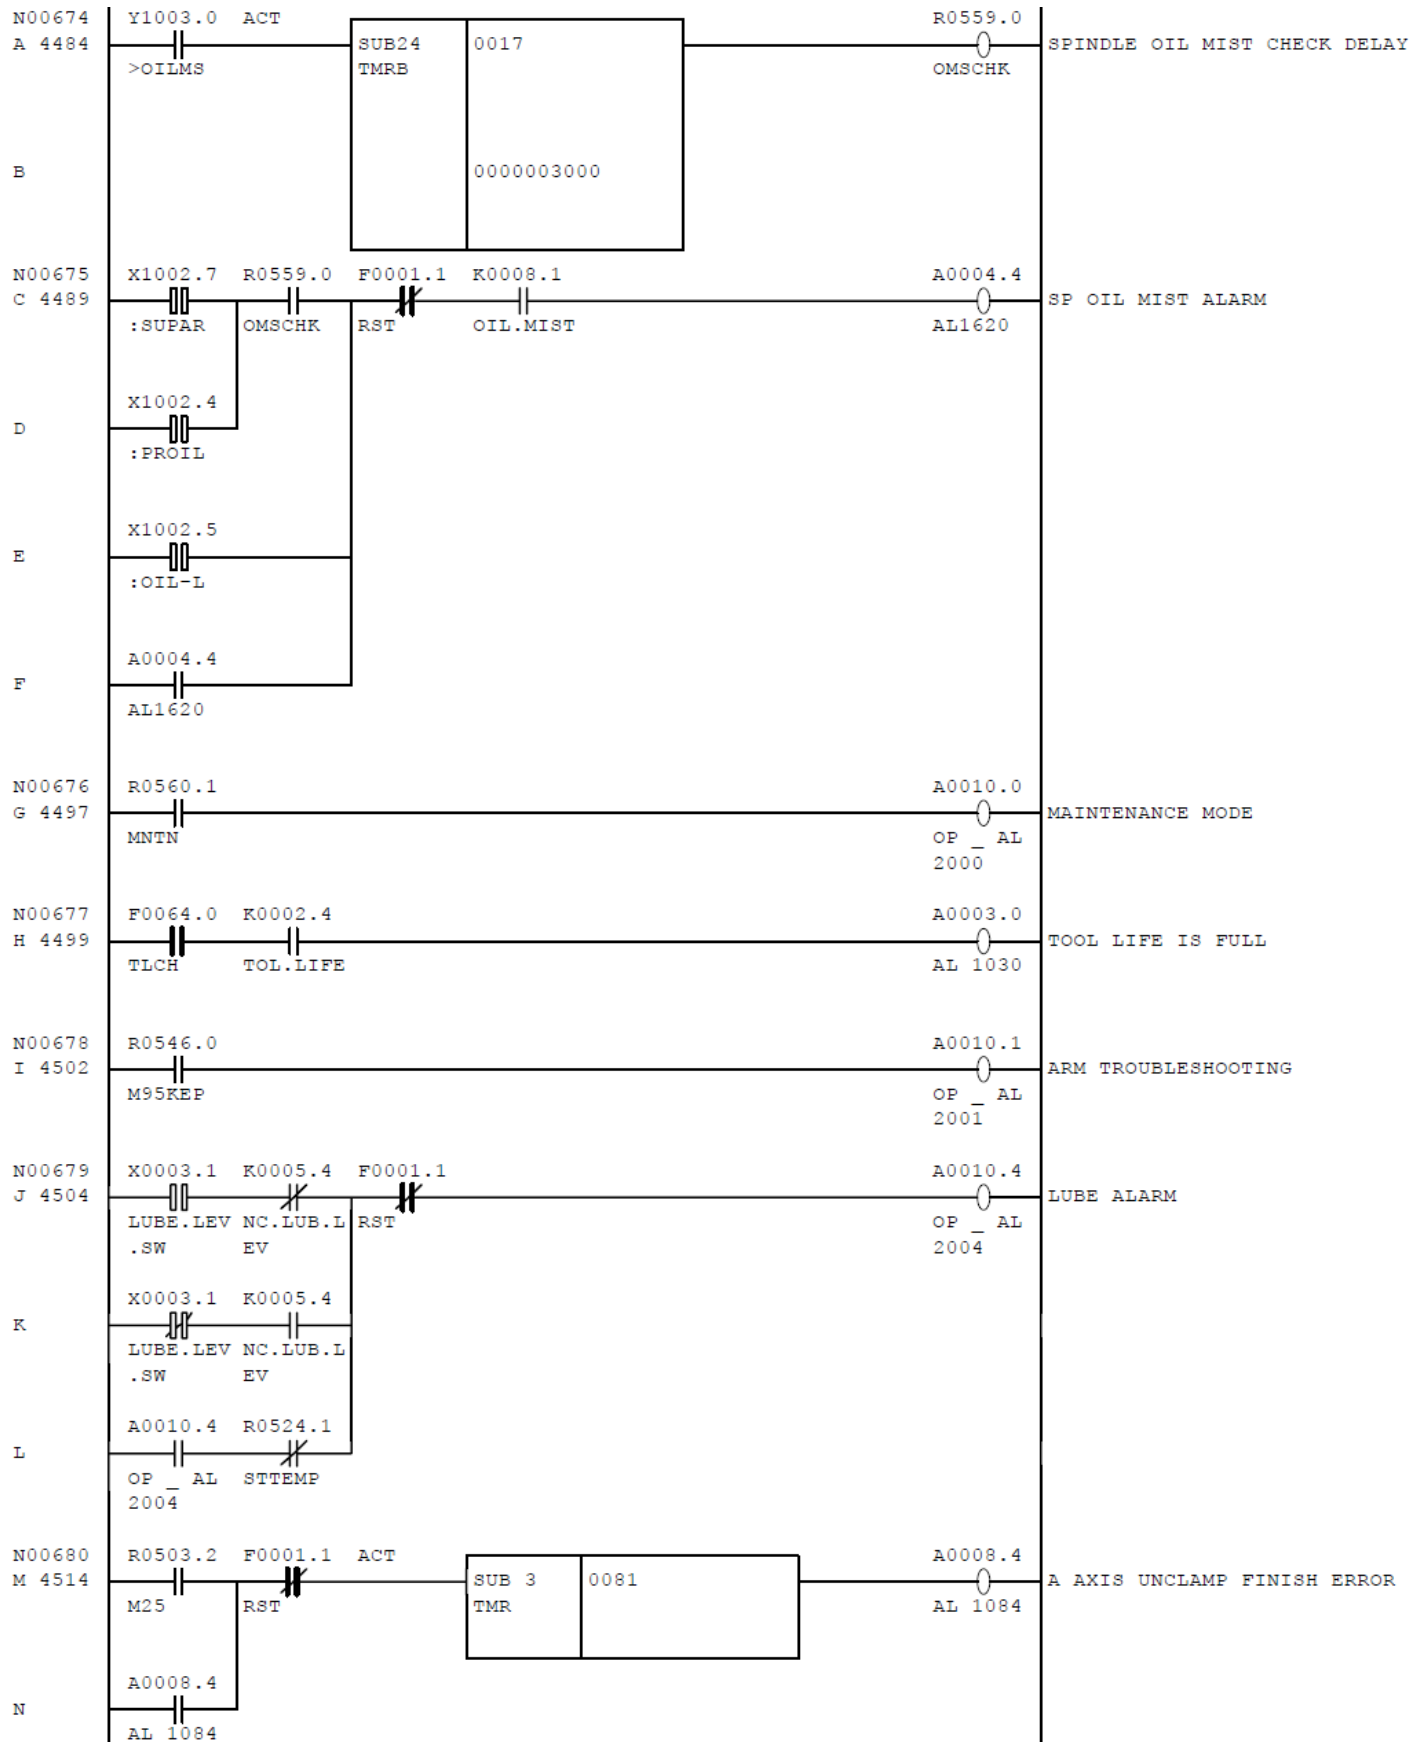 N00674 Y1003.0 ACT R0559.0
A 4484 SUB24 0017 SPINDLE OIL MIST CHECK DELAY
>OILMS TMRB OMSCHK
B 0000003000
N00675 X1002.7 R0559.0 F0001.1 K0008.1 A0004.4
C 4489 SP OIL MIST ALARM
:SUPAR OMSCHK RST OIL.MIST AL1620
X1002.4
D
:PROIL
X1002.5
E
:OIL-L
A0004.4
F
AL1620
N00676 R0560.1 A0010.0
G 4497 MAINTENANCE MODE
MNTN OP _ AL
2000
N00677 F0064.0 K0002.4 A0003.0
H 4499 TOOL LIFE IS FULL
TLCH TOL.LIFE AL 1030
N00678 R0546.0 A0010.1
I 4502 ARM TROUBLESHOOTING
M95KEP OP _ AL
2001
N00679 X0003.1 K0005.4 F0001.1 A0010.4
J 4504 LUBE ALARM
LUBE.LEV NC.LUB.L RST OP _ AL
.SW EV 2004
X0003.1 K0005.4
K
LUBE.LEV NC.LUB.L
.SW EV
A0010.4 R0524.1
L
OP _ AL STTEMP
2004
N00680 R0503.2 F0001.1 ACT A0008.4
M 4514 SUB 3 0081 A AXIS UNCLAMP FINISH ERROR
M25 RST TMR AL 1084
A0008.4
N
AL 1084